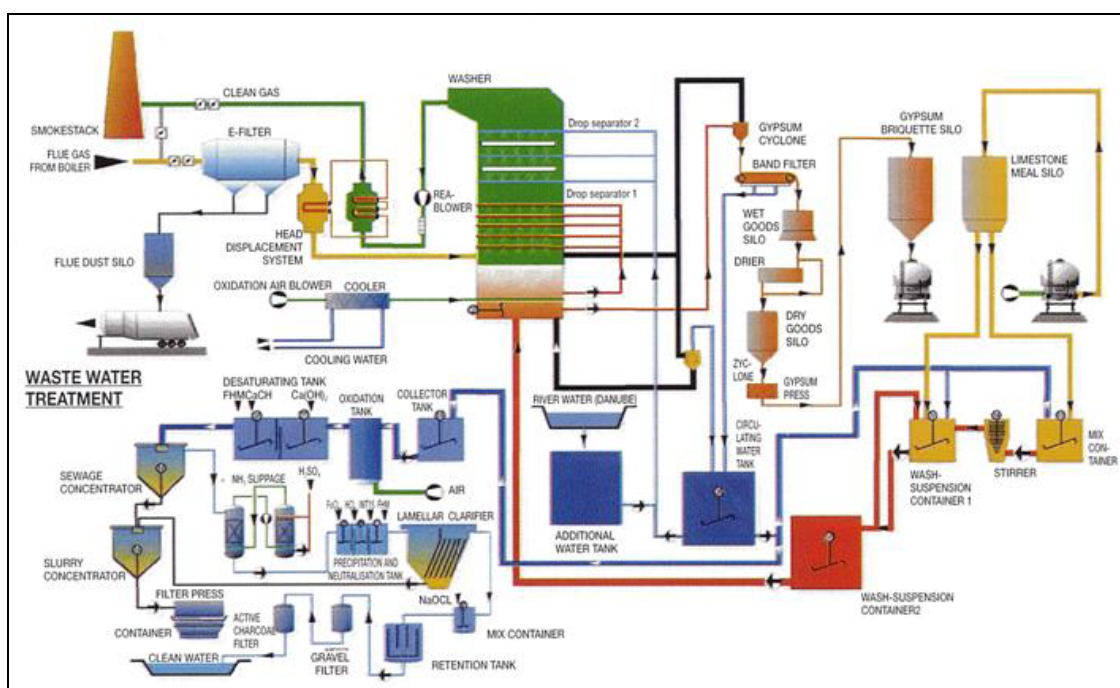 WASHER
CLEAN GAS
SMOKESTACK
E-FILTER
FLUE GAS
FROM BOILER
Drop separator 2
GYPSUM
CYCLONE
GYPSUM
BRIQUETTE SILO
LIMESTONE
MEAL SILO
BAND FILTER
REA-
BLOWER
Drop separator 1
WET
GOODS
SILO
HEAD
DISPLACEMENT
SYSTEM
FLUE DUST SILO
DRIER
OXIDATION AIR BLOWER
COOLER
DRY
GOODS
SILO
COOLING WATER
ZYC-
LONE
GYPSUM
PRESS
WASTE WATER
TREATMENT
DESATURATING TANK
FHMCaCH
Ca(OH)₂
OXIDATION
TANK
COLLECTOR
TANK
RIVER WATER (DANUBE)
CIRCU-
LATING
WATER
TANK
MIX
CON-
TAINER
STIRRER
WASH-
SUSPENSION
CONTAINER 1
SEWAGE
CONCENTRATOR
NH₃ SLIPPAGE
H₂SO₄
AIR
HCL
FHM
LAMELLAR CLARIFIER
ADDITIONAL
WATER TANK
PRECIPITATION AND
NEUTRALISATION TANK
SLURRY
CONCENTRATOR
WASH-SUSPENSION
CONTAINER2
NaOCL
FILTER PRESS
CONTAINER
ACTIVE
CHARCOAL
FILTER
MIX CONTAINER
GRAVEL
FILTER
RETENTION TANK
CLEAN WATER